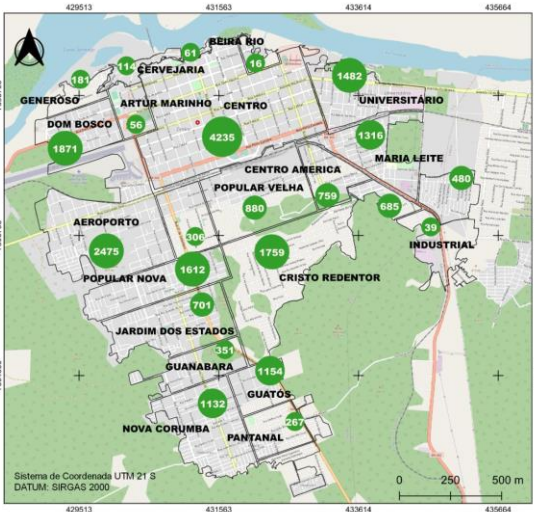 429513 431563 433614 435664
BEIRA RIO
61
114
16
CERVEJARIA
1482
181
GENEROSO
ARTUR MARINHO
CENTRO
UNIVERSITÁRIO
DOM BOSCO
56
4235
1316
1871
MARIA LEITE
CENTRO AMERICA
480
POPULAR VELHA
759
880
685
AEROPORTO
39
306
INDUSTRIAL
2475
1759
1612
POPULAR NOVA
CRISTO REDENTOR
701
JARDIM DOS ESTADOS
351
GUANABARA
1154
GUATÓS
1132
267
NOVA CORUMBA
PANTANAL
Sistema de Coordenada UTM 21 S
DATUM: SIRGAS 2000
0 250 500 m
429513 431563 433614 435664